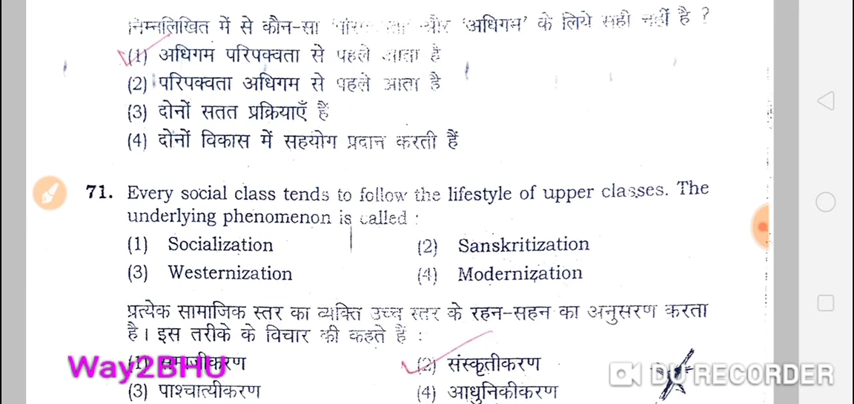 निम्नलिखित में से कौन-सा और 'अधिगम' के लिये सही नहीं है ?
(1) अधिगम परिपक्वता से पहले आता है
(2) परिपक्वता अधिगम से पहले आता है
(3) दोनों सतत प्रक्रियाएँ हैं
(4) दोनों विकास में सहयोग प्रदान करती हैं
71. Every social class tends to follow the lifestyle of upper classes. The
underlying phenomenon is called :
(1) Socialization (2) Sanskritization
(3) Westernization (4) Modernization
प्रत्येक सामाजिक स्तर का व्यक्ति उच्च स्तर के रहन-सहन का अनुसरण करता
है। इस तरीके के विचार की कहते हैं :
(1) समाजीकरण (2) संस्कृतीकरण
(3) पाश्चात्यीकरण (4) आधुनिकीकरण
Way2BHU
DU RECORDER